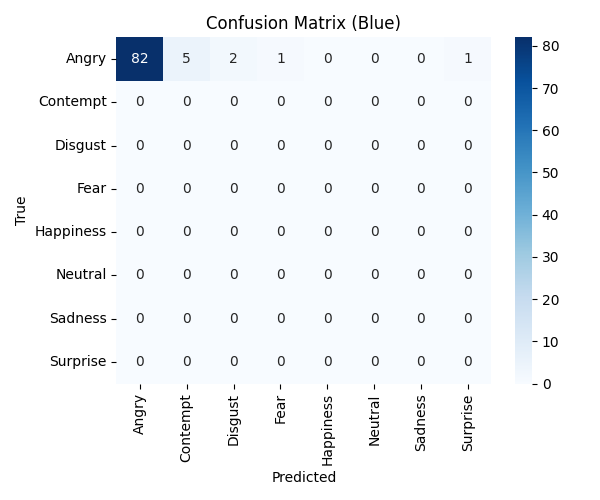 Confusion Matrix (Blue)
Angry 82 5 2 1 0 0 0 1
Contempt 0 0 0 0 0 0 0 0
Disgust 0 0 0 0 0 0 0 0
Fear 0 0 0 0 0 0 0 0
Happiness 0 0 0 0 0 0 0 0
Neutral 0 0 0 0 0 0 0 0
Sadness 0 0 0 0 0 0 0 0
Surprise 0 0 0 0 0 0 0 0
True
Angry Contempt Disgust Fear Happiness Neutral Sadness Surprise
Predicted
80
70
60
50
40
30
20
10
0